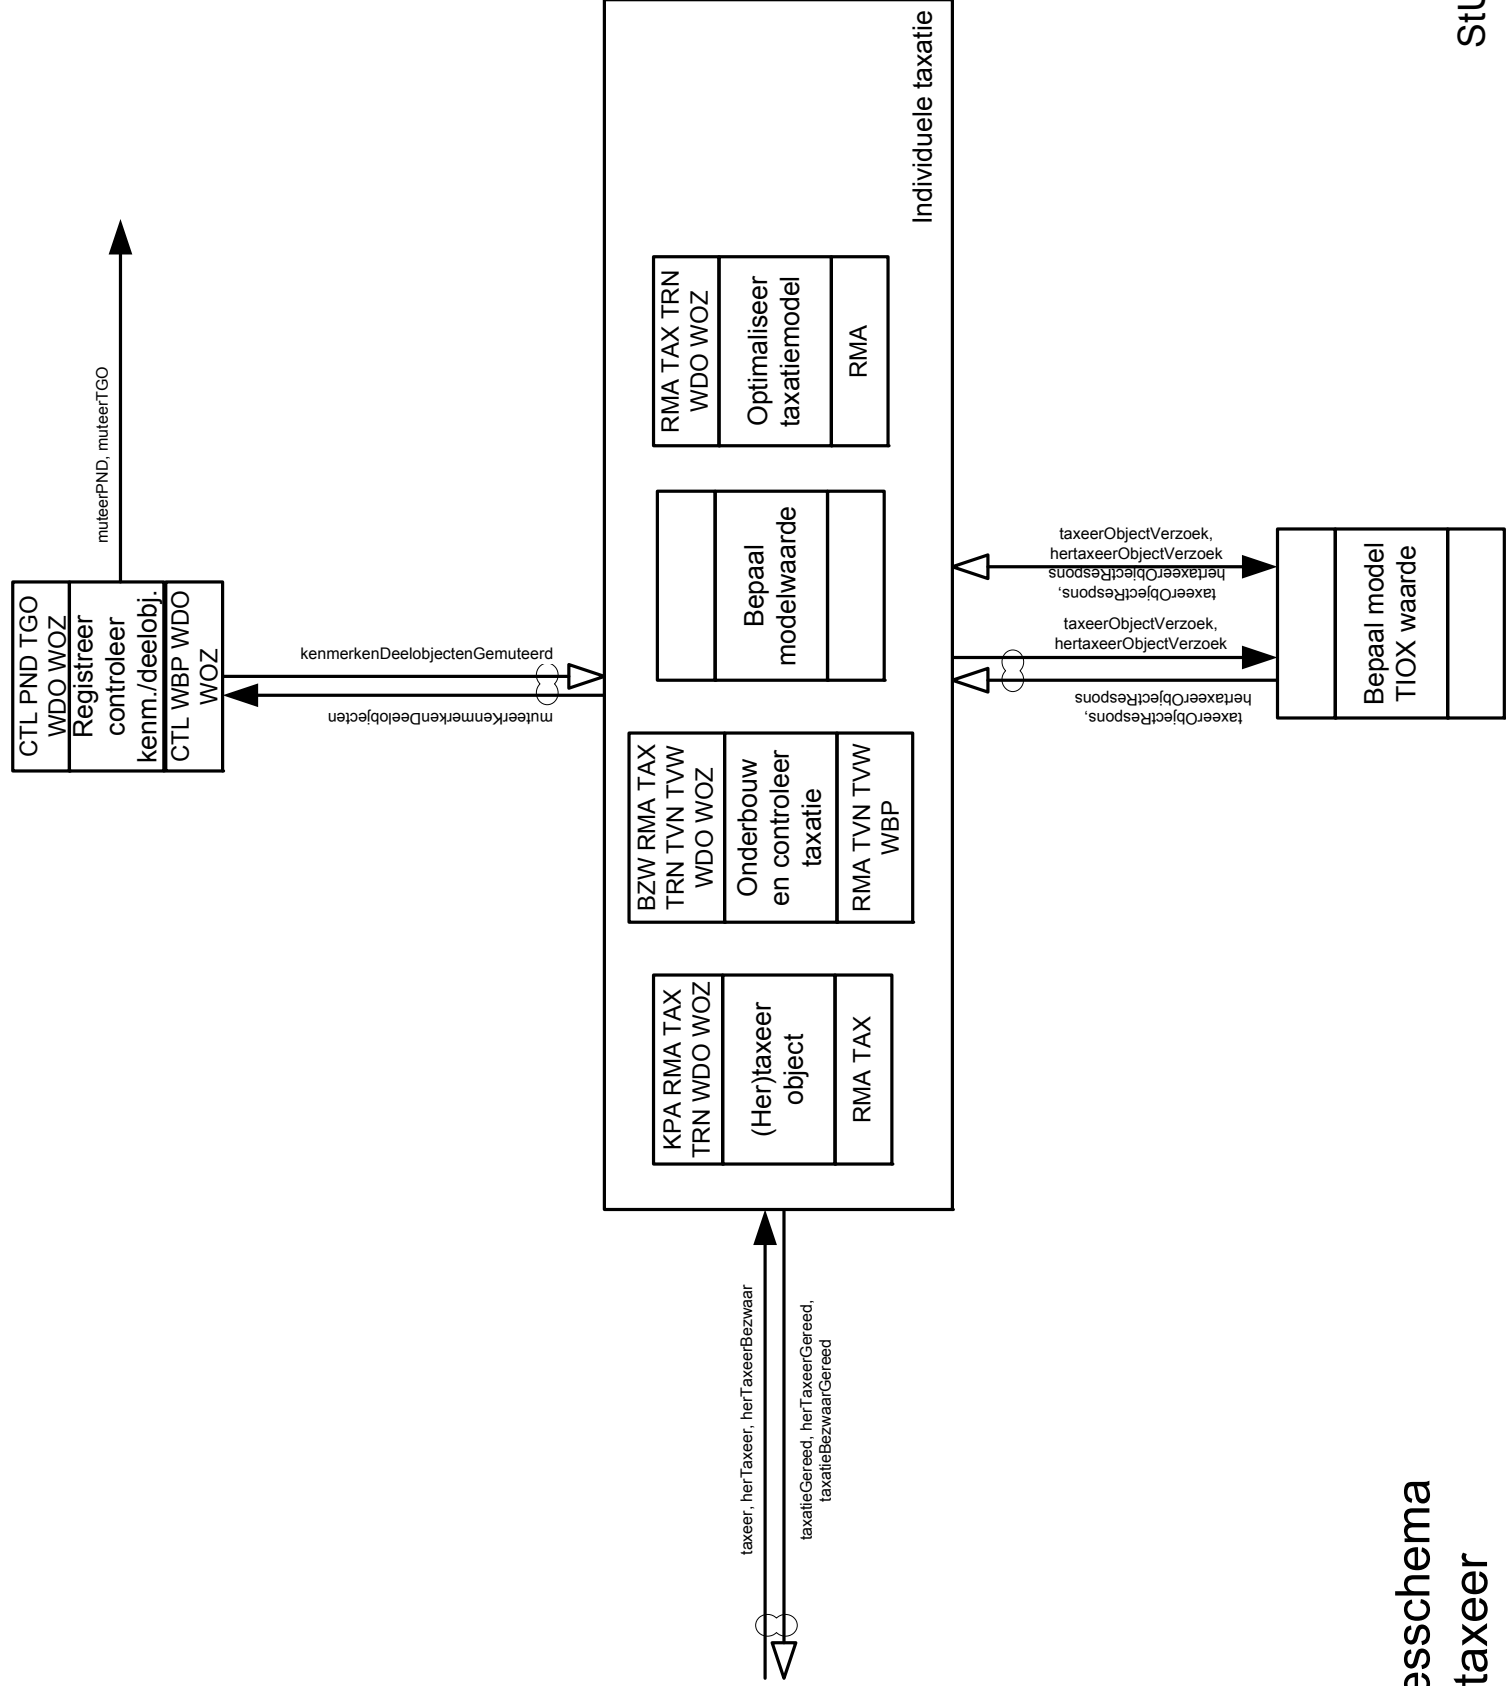 CTL PND TGO
WDO WOZ
Registreer
controleer
kenm./deelobj.
CTL WBP WDO
WOZ
muteerPND, muteerTGO
kenmerkenDeelobjectenGemuteerd
muteerKenmerkenDeelobjecten
Individuele taxatie
KPA RMA TAX
TRN WDO WOZ
(Her)taxeer
object
RMA TAX
BZW RMA TAX
TRN TVN TVW
WDO WOZ
Onderbouw
en controleer
taxatie
RMA TVN TVW
WBP
Bepaal
modelwaarde
RMA TAX TRN
WDO WOZ
Optimaliseer
taxatiemodel
RMA
taxeer, herTaxeer, herTaxeerBezwaar
taxatieGereed, herTaxeerGereed,
taxatieBezwaarGereed
taxeerObjectVerzoek,
hertaxeerObjectVerzoek
taxeerObjectRespons,
hertaxeerObjectRespons
taxeerObjectVerzoek,
hertaxeerObjectVerzoek
taxeerObjectRespons,
hertaxeerObjectRespons
Bepaal model
TIOX waarde
esschema
taxeer